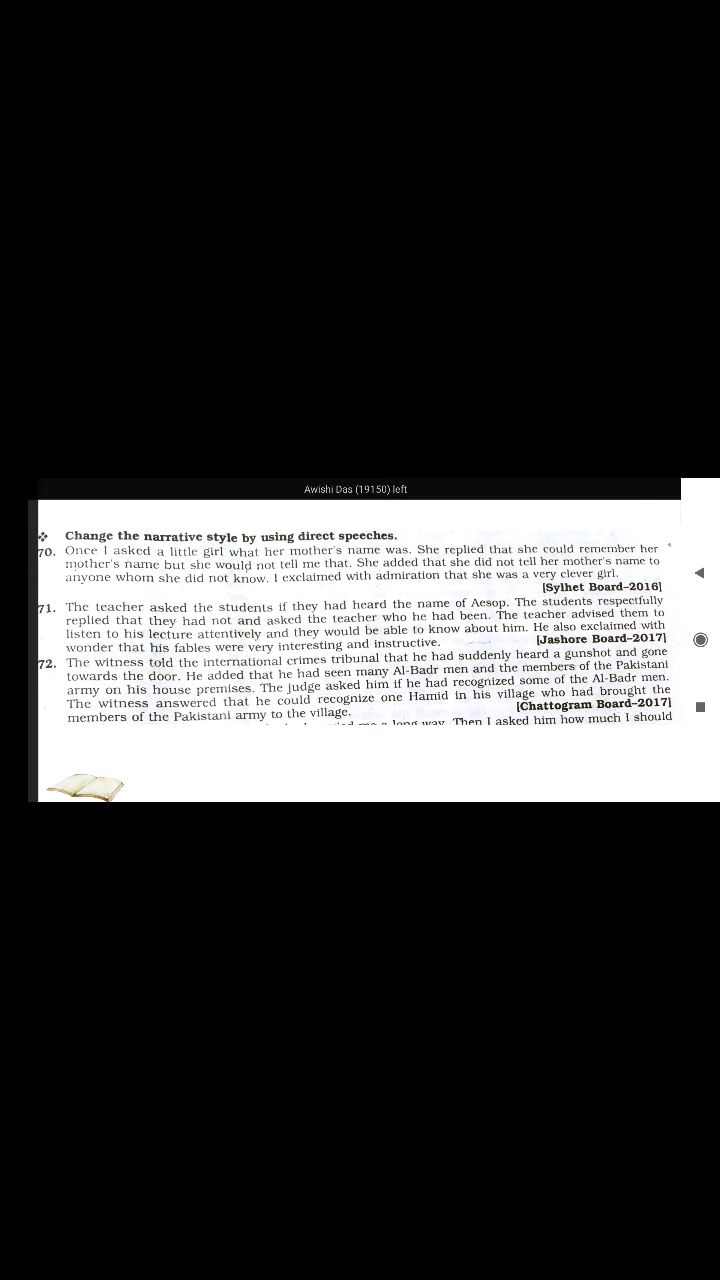 Awishi Das (19150) left
❖ Change the narrative style by using direct speeches.
70. Once I asked a little girl what her mother's name was. She replied that she could remember her
mother's name but she would not tell me that. She added that she did not tell her mother's name to
anyone whom she did not know. I exclaimed with admiration that she was a very clever girl.
[Sylhet Board–2016]
71. The teacher asked the students if they had heard the name of Aesop. The students respectfully
replied that they had not and asked the teacher who he had been. The teacher advised them to
listen to his lecture attentively and they would be able to know about him. He also exclaimed with
wonder that his fables were very interesting and instructive. [Jashore Board–2017]
72. The witness told the international crimes tribunal that he had suddenly heard a gunshot and gone
towards the door. He added that he had seen many Al-Badr men and the members of the Pakistani
army on his house premises. The judge asked him if he had recognized some of the Al-Badr men.
The witness answered that he could recognize one Hamid in his village who had brought the
members of the Pakistani army to the village. [Chattogram Board–2017]
me a long way. Then I asked him how much I should